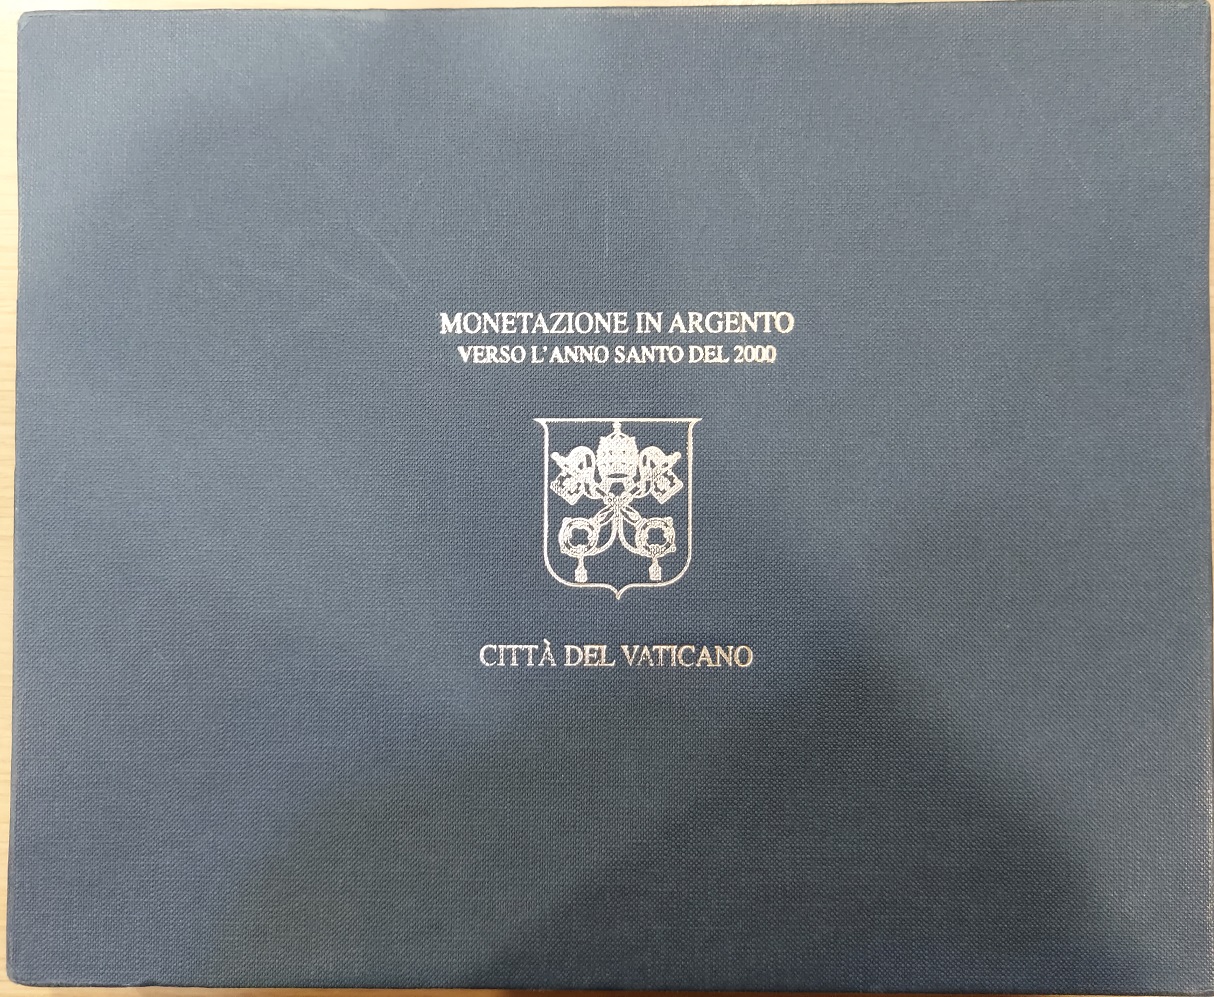 MONETAZIONE IN ARGENTO
VERSO L'ANNO SANTO DEL 2000
CITTÀ DEL VATICANO